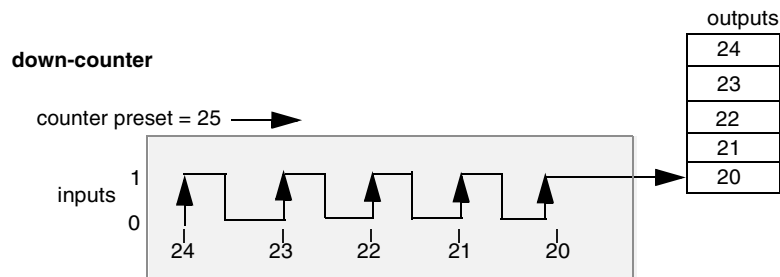 outputs
24
down-counter
23
counter preset = 25
22
21
1
20
inputs
0
24 23 22 21 20